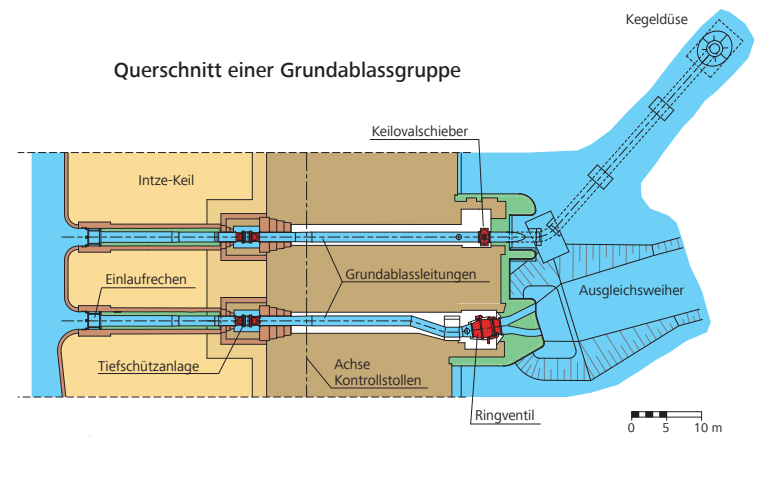 Kegeldüse
Querschnitt einer Grundablassgruppe
Keilovalschieber
Intze-Keil
Einlaufrechen
Grundablassleitungen
Ausgleichsweiher
Tiefschützanlage
Achse
Kontrollstollen
Ringventil
0 5 10 m